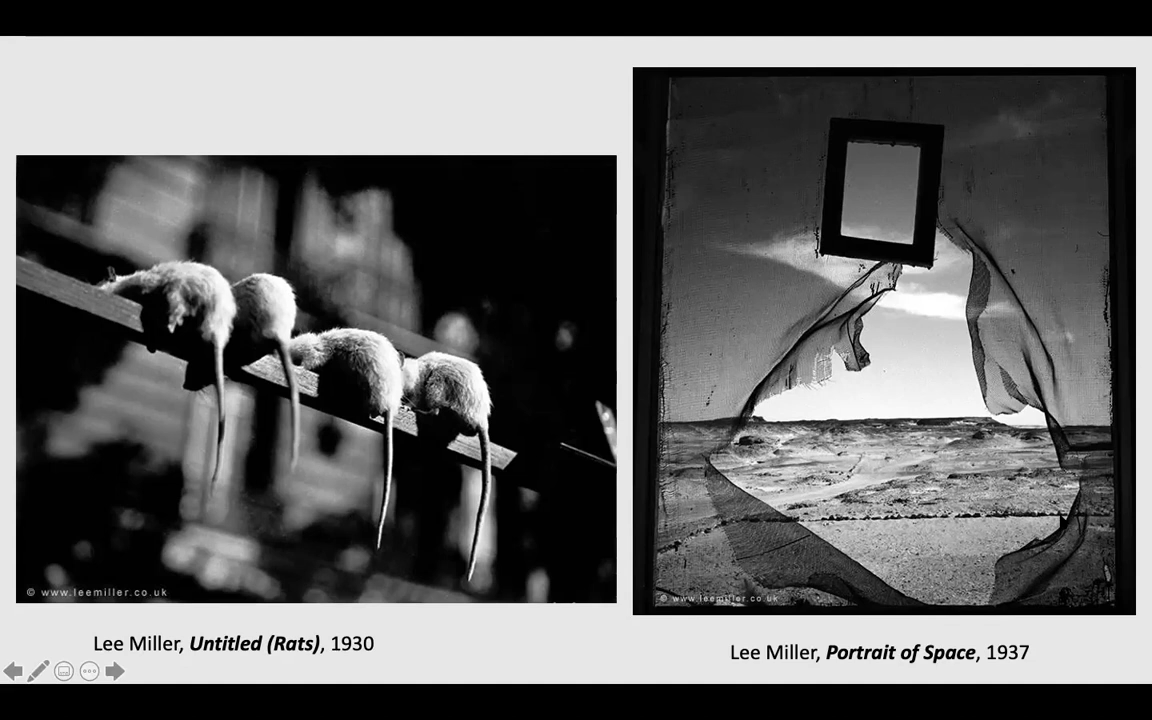 © www.leemiller.co.uk
© www.leemiller.co.uk
Lee Miller, Untitled (Rats), 1930
Lee Miller, Portrait of Space, 1937